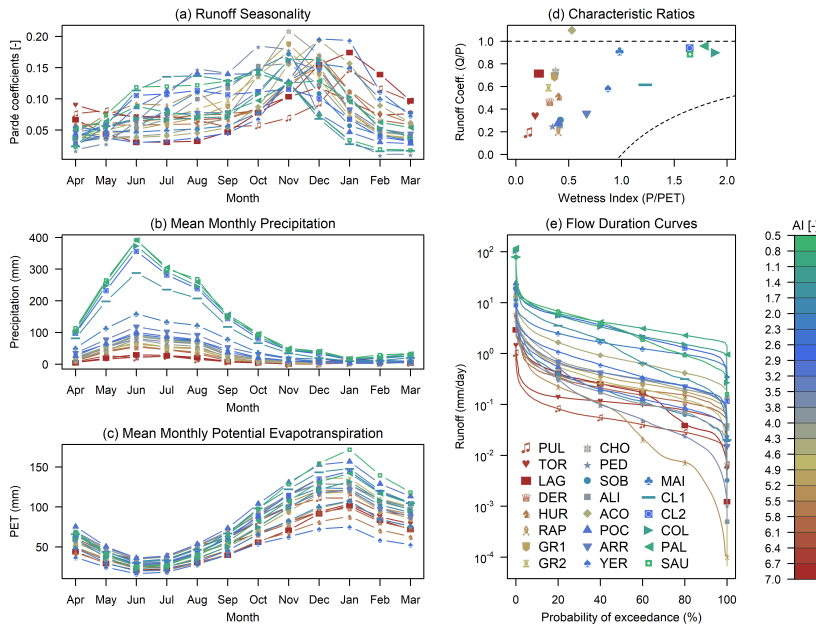 (a) Runoff Seasonality
Pardé coefficients [-]
0.20
0.15
0.10
0.05
Apr May Jun Jul Aug Sep Oct Nov Dec Jan Feb Mar
Month
(b) Mean Monthly Precipitation
Precipitation (mm)
400
300
200
100
0
Apr May Jun Jul Aug Sep Oct Nov Dec Jan Feb Mar
Month
(c) Mean Monthly Potential Evapotranspiration
PET (mm)
150
100
50
Apr May Jun Jul Aug Sep Oct Nov Dec Jan Feb Mar
Month
(d) Characteristic Ratios
Runoff Coeff. (Q/P)
1.0
0.8
0.6
0.4
0.2
0.0
0.0 0.5 1.0 1.5 2.0
Wetness Index (P/PET)
(e) Flow Duration Curves
Runoff (mm/day)
10^2
10^1
10^0
10^-1
10^-2
10^-3
10^-4
PUL CHO
TOR PED
LAG SOB MAI
DER ALI CL1
HUR ACO CL2
RAP POC COL
GR1 ARR PAL
GR2 YER SAU
0 20 40 60 80 100
Probability of exceedance (%)
AI [-]
0.5
0.8
1.1
1.4
1.7
2.0
2.3
2.6
2.9
3.2
3.5
3.8
4.0
4.3
4.6
4.9
5.2
5.5
5.8
6.1
6.4
6.7
7.0